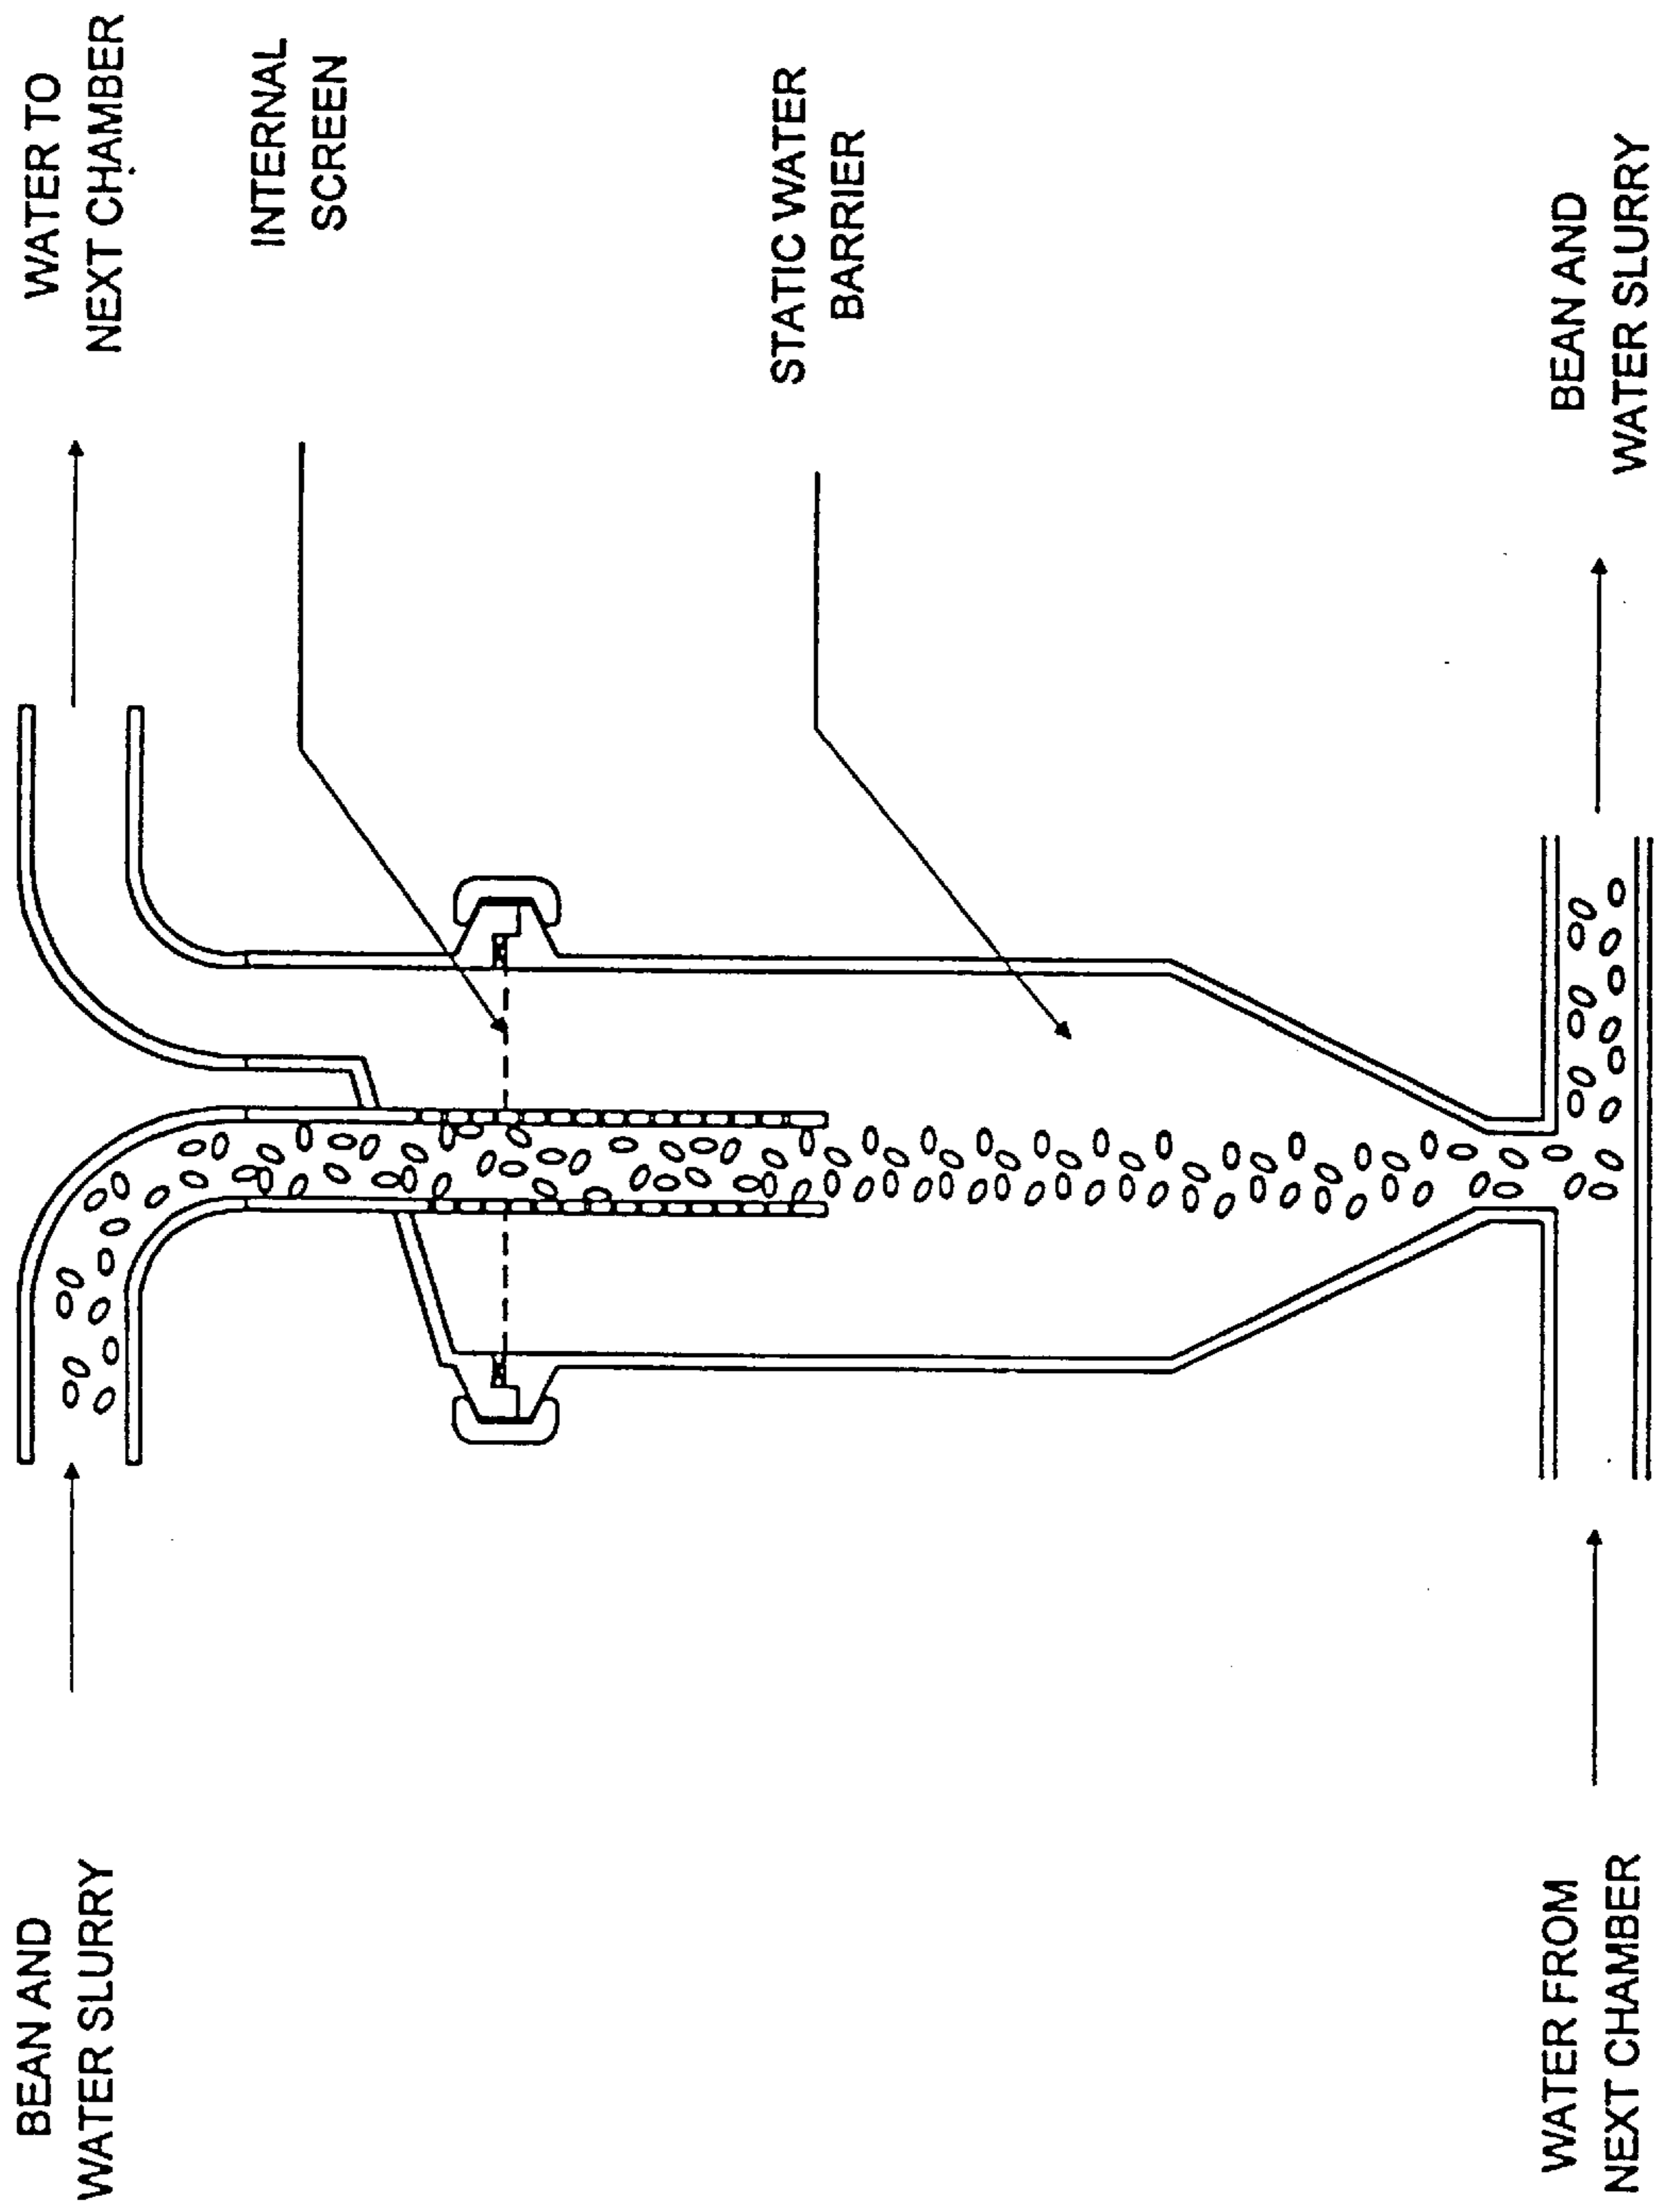 BEAN AND
WATER SLURRY
WATER TO
NEXT CHAMBER
INTERNAL
SCREEN
STATIC WATER
BARRIER
WATER FROM
NEXT CHAMBER
BEAN AND
WATER SLURRY